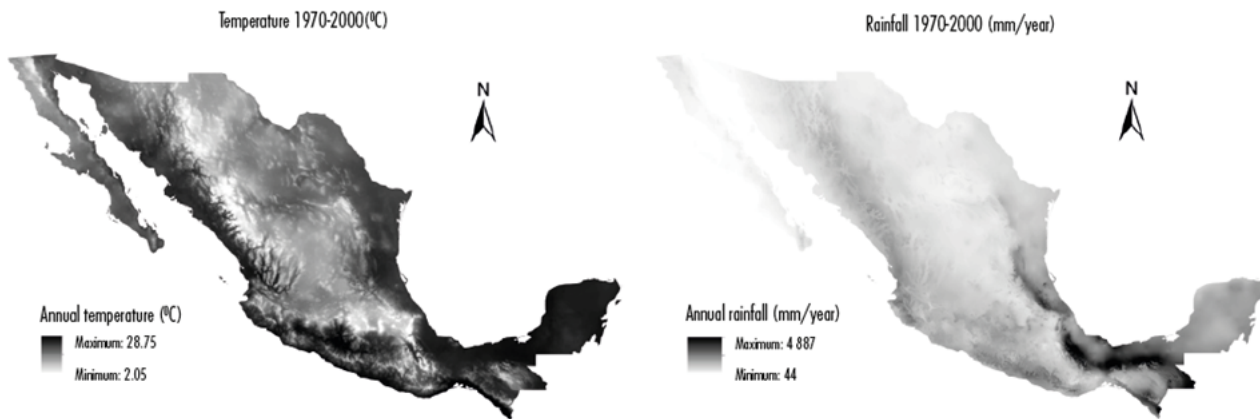 Temperature 1970-2000(ºC)
N
Annual temperature (ºC)
Maximum: 28.75
Minimum: 2.05
Rainfall 1970-2000 (mm/year)
N
Annual rainfall (mm/year)
Maximum: 4 887
Minimum: 44